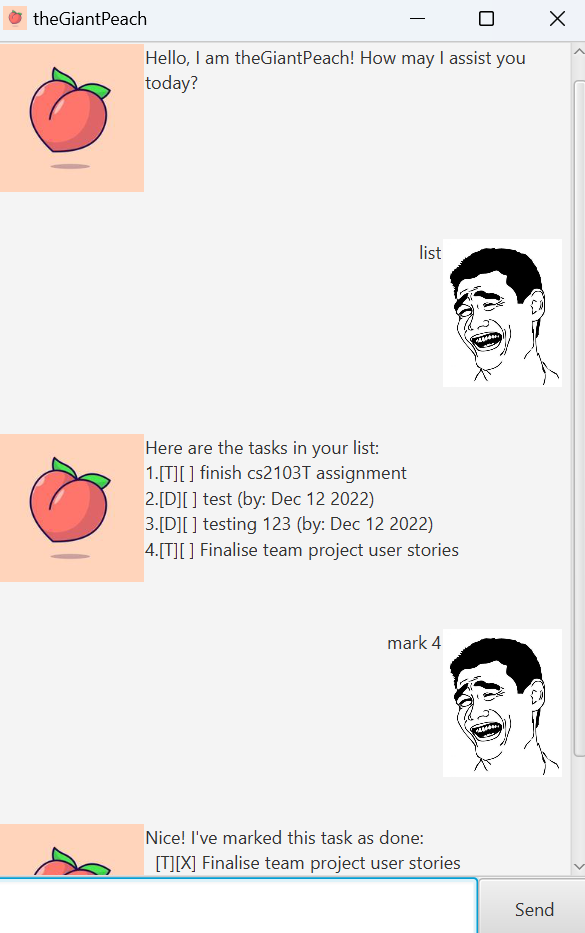 theGiantPeach
Hello, I am theGiantPeach! How may I assist you
today?
list
Here are the tasks in your list:
1.[T][ ] finish cs2103T assignment
2.[D][ ] test (by: Dec 12 2022)
3.[D][ ] testing 123 (by: Dec 12 2022)
4.[T][ ] Finalise team project user stories
mark 4
Nice! I've marked this task as done:
[T][X] Finalise team project user stories
Send